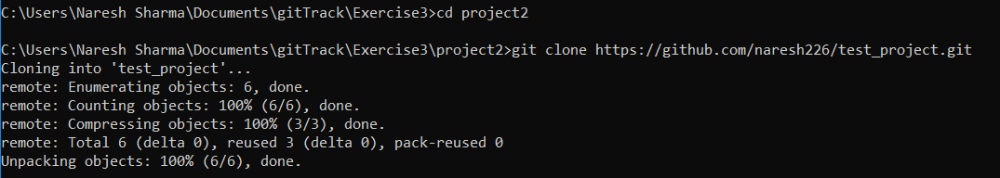 C:\Users\Naresh Sharma\Documents\gitTrack\Exercise3>cd project2
C:\Users\Naresh Sharma\Documents\gitTrack\Exercise3\project2>git clone https://github.com/naresh226/test_project.git
Cloning into 'test_project'...
remote: Enumerating objects: 6, done.
remote: Counting objects: 100% (6/6), done.
remote: Compressing objects: 100% (3/3), done.
remote: Total 6 (delta 0), reused 3 (delta 0), pack-reused 0
Unpacking objects: 100% (6/6), done.